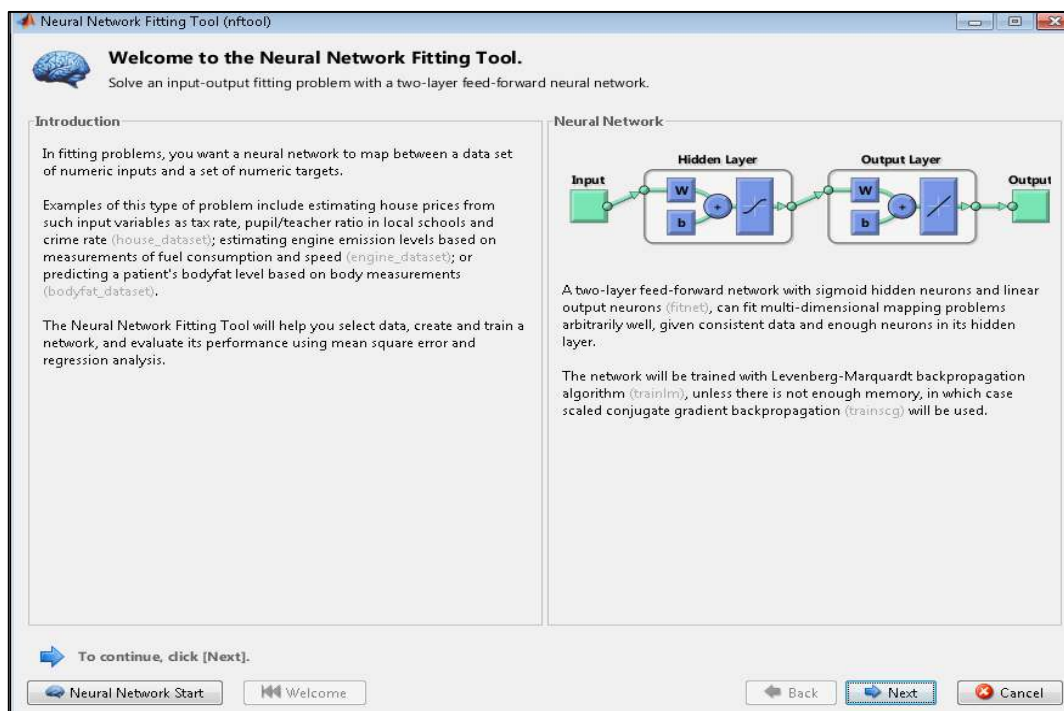 Neural Network Fitting Tool (nftool)
Welcome to the Neural Network Fitting Tool.
Solve an input-output fitting problem with a two-layer feed-forward neural network.
Introduction
In fitting problems, you want a neural network to map between a data set
of numeric inputs and a set of numeric targets.
Examples of this type of problem include estimating house prices from
such input variables as tax rate, pupil/teacher ratio in local schools and
crime rate (house_dataset); estimating engine emission levels based on
measurements of fuel consumption and speed (engine_dataset); or
predicting a patient's bodyfat level based on body measurements
(bodyfat_dataset).
The Neural Network Fitting Tool will help you select data, create and train a
network, and evaluate its performance using mean square error and
regression analysis.
Neural Network
Hidden Layer
Output Layer
Input
Output
W
b
+
W
b
+
A two-layer feed-forward network with sigmoid hidden neurons and linear
output neurons (fitnet), can fit multi-dimensional mapping problems
arbitrarily well, given consistent data and enough neurons in its hidden
layer.
The network will be trained with Levenberg-Marquardt backpropagation
algorithm (trainlm), unless there is not enough memory, in which case
scaled conjugate gradient backpropagation (trainscg) will be used.
To continue, click [Next].
Neural Network Start
Welcome
Back
Next
Cancel